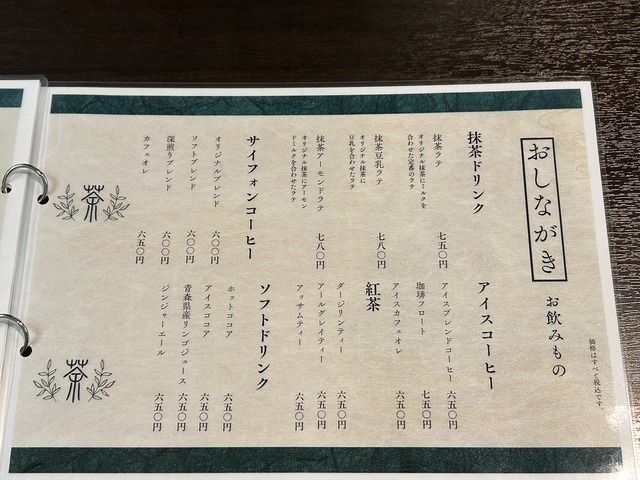 おしながき
お飲みもの
価格はすべて税込です。
抹茶ドリンク
抹茶ラテ 七五〇円
オリジナル抹茶にミルクを
合わせた定番のラテ
抹茶豆乳ラテ 七八〇円
オリジナル抹茶に
豆乳を合わせたラテ
抹茶アーモンドラテ 七八〇円
オリジナル抹茶にアーモン
ドミルクを合わせたラテ
サイフォンコーヒー
オリジナルブレンド 六〇〇円
ソフトブレンド 六〇〇円
深煎りブレンド 六〇〇円
カフェオレ 六五〇円
アイスコーヒー
アイスブレンドコーヒー 六五〇円
珈琲フロート 七五〇円
アイスカフェオレ 六五〇円
紅茶
ダージリンティー 六五〇円
アールグレイティー 六五〇円
アッサムティー 六五〇円
ソフトドリンク
ホットココア 六五〇円
アイスココア 六五〇円
青森県産リンゴジュース 六五〇円
ジンジャーエール 六五〇円
茶
茶